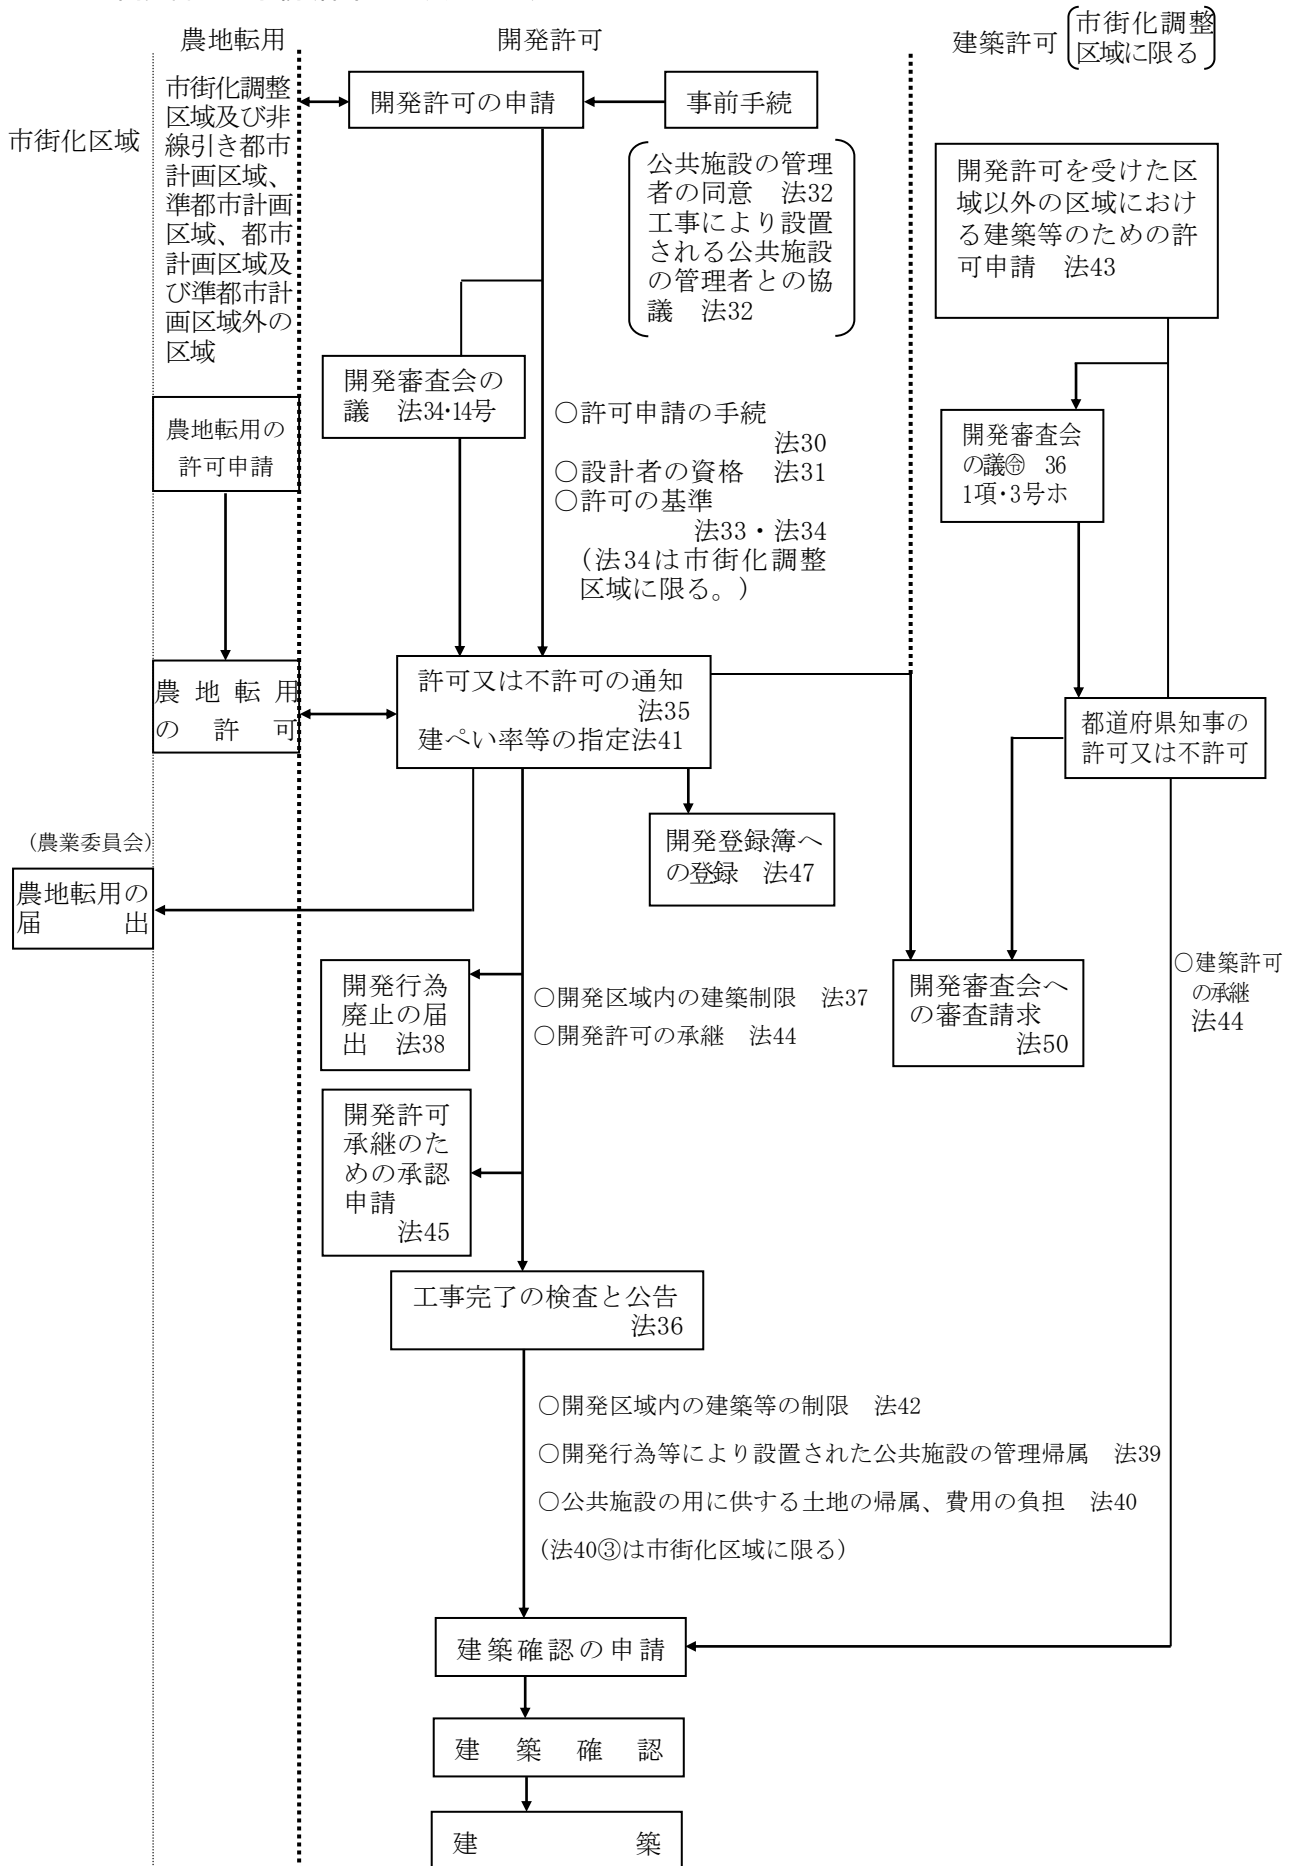 農地転用
開発許可
建築許可
市街化調整
区域に限る
市街化区域
市街化調整
区域及び非
線引き都市
計画区域、
準都市計画
区域、都市
計画区域及
び準都市計
画区域外の
区域
開発許可の申請
事前手続
公共施設の管理
者の同意 法32
工事により設置
される公共施設
の管理者との協
議 法32
開発許可を受けた区
域以外の区域におけ
る建築等のための許
可申請 法43
開発審査会の
議 法34・14号
農地転用の
許可申請
○許可申請の手続
法30
○設計者の資格 法31
○許可の基準
法33・法34
(法34は市街化調整
区域に限る。)
開発審査会
の議㋿ 36
1項・3号ホ
農地転用
の許可
許可又は不許可の通知
法35
建ぺい率等の指定法41
都道府県知事の
許可又は不許可
開発登録簿へ
の登録 法47
(農業委員会)
農地転用の
届出
開発行為
廃止の届
出 法38
○開発区域内の建築制限 法37
○開発許可の承継 法44
開発審査会へ
の審査請求
法50
○建築許可
の承継
法44
開発許可
承継のた
めの承認
申請
法45
工事完了の検査と公告
法36
○開発区域内の建築等の制限 法42
○開発行為等により設置された公共施設の管理帰属 法39
○公共施設の用に供する土地の帰属、費用の負担 法40
(法40③は市街化区域に限る)
建築確認の申請
建築確認
建築